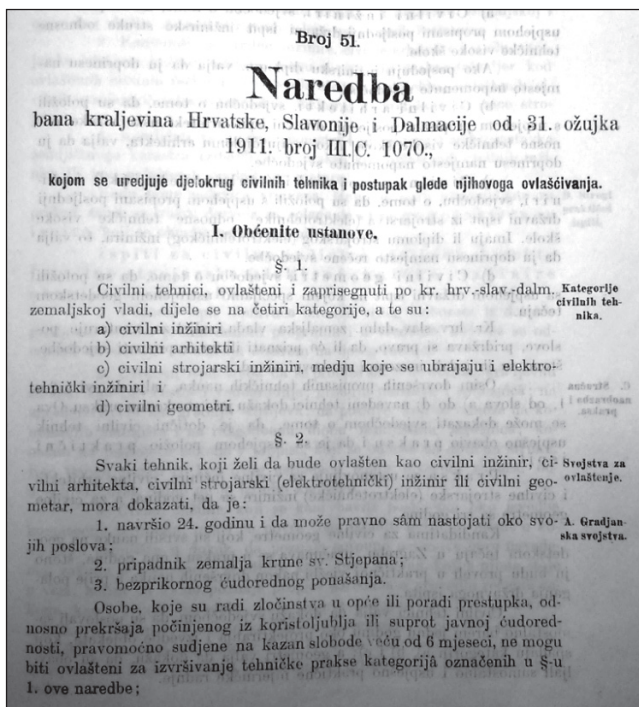 Broj 51.
Naredba
bana kraljevina Hrvatske, Slavonije i Dalmacije od 31. ožujka
1911. broj III.C. 1070.,
kojom se uredjuje djelokrug civilnih tehnika i postupak glede njihovoga ovlašćivanja.
I. Obćenite ustanove.
§. 1.
Civilni tehnici, ovlašteni i zaprisegnuti po kr. hrv.-slav.-dalm.
zemaljskoj vladi, dijele se na četiri kategorije, a te su:
Kategorije
civilnih teh-
nika.
a) civilni inžiniri
b) civilni arhitekti
c) civilni strojarski inžiniri, medju koje se ubrajaju i elektro-
tehnički inžiniri i
d) civilni geometri.
§. 2.
Svaki tehnik, koji želi da bude ovlašten kao civilni inžinir, ci-
vilni arhitekta, civilni strojarski (elektrotehnički) inžinir ili civilni geo-
metar, mora dokazati, da je:
Svojstva za
ovlaštenje.
1. navršio 24. godinu i da može pravno sâm nastojati oko svo-
jih poslova;
A. Gradjan-
ska svojstva.
2. pripadnik zemalja krune sv. Stjepana;
3. bezprikornog ćudorednog ponašanja.
Osobe, koje su radi zločinstva u opće ili poradi prestupka, od-
nosno prekršaja počinjenog iz koristoljublja ili suprot javnoj ćudored-
nosti, pravomoćno sudjene na kazan slobode veću od 6 mjeseci, ne mogu
biti ovlašteni za izvršivanje tehničke prakse kategorijâ označenih u §-u
1. ove naredbe;